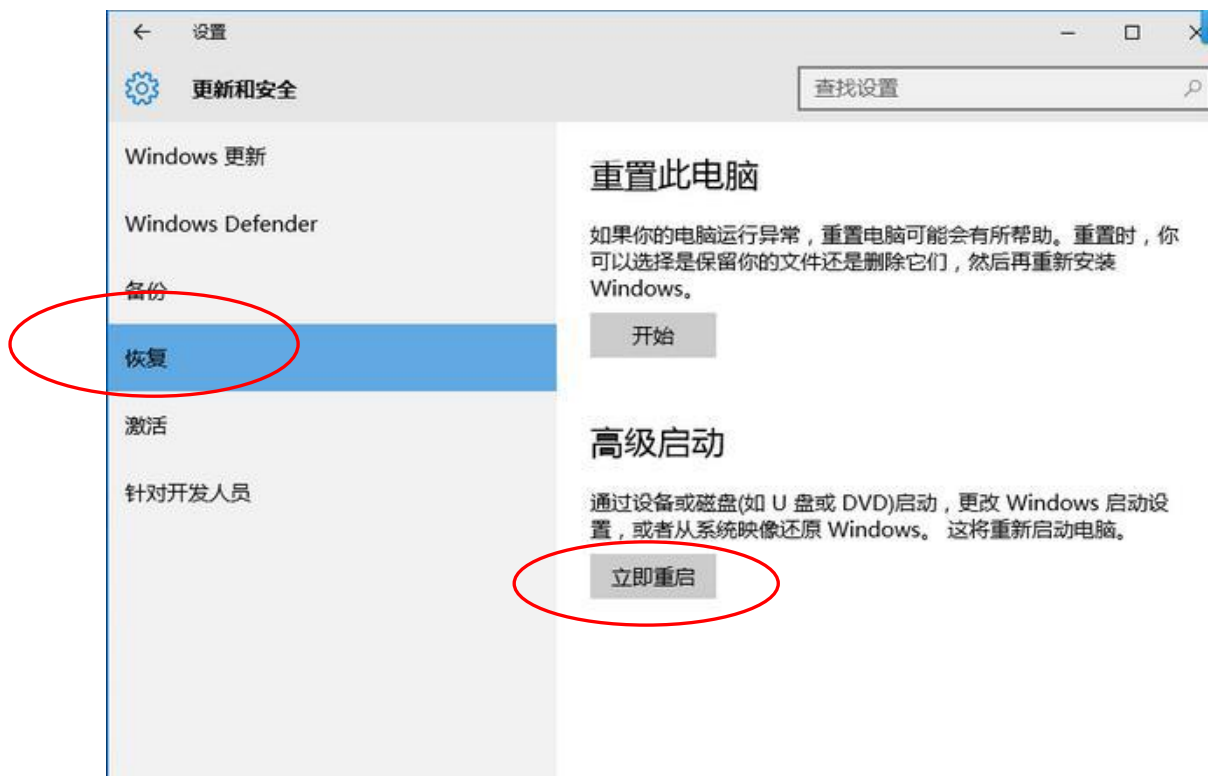 设置
更新和安全
查找设置
Windows 更新
Windows Defender
备份
恢复
激活
针对开发人员
重置此电脑
如果你的电脑运行异常，重置电脑可能会有所帮助。重置时，你
可以选择是保留你的文件还是删除它们，然后再重新安装
Windows。
开始
高级启动
通过设备或磁盘(如 U 盘或 DVD)启动，更改 Windows 启动设
置，或者从系统映像还原 Windows。 这将重新启动电脑。
立即重启